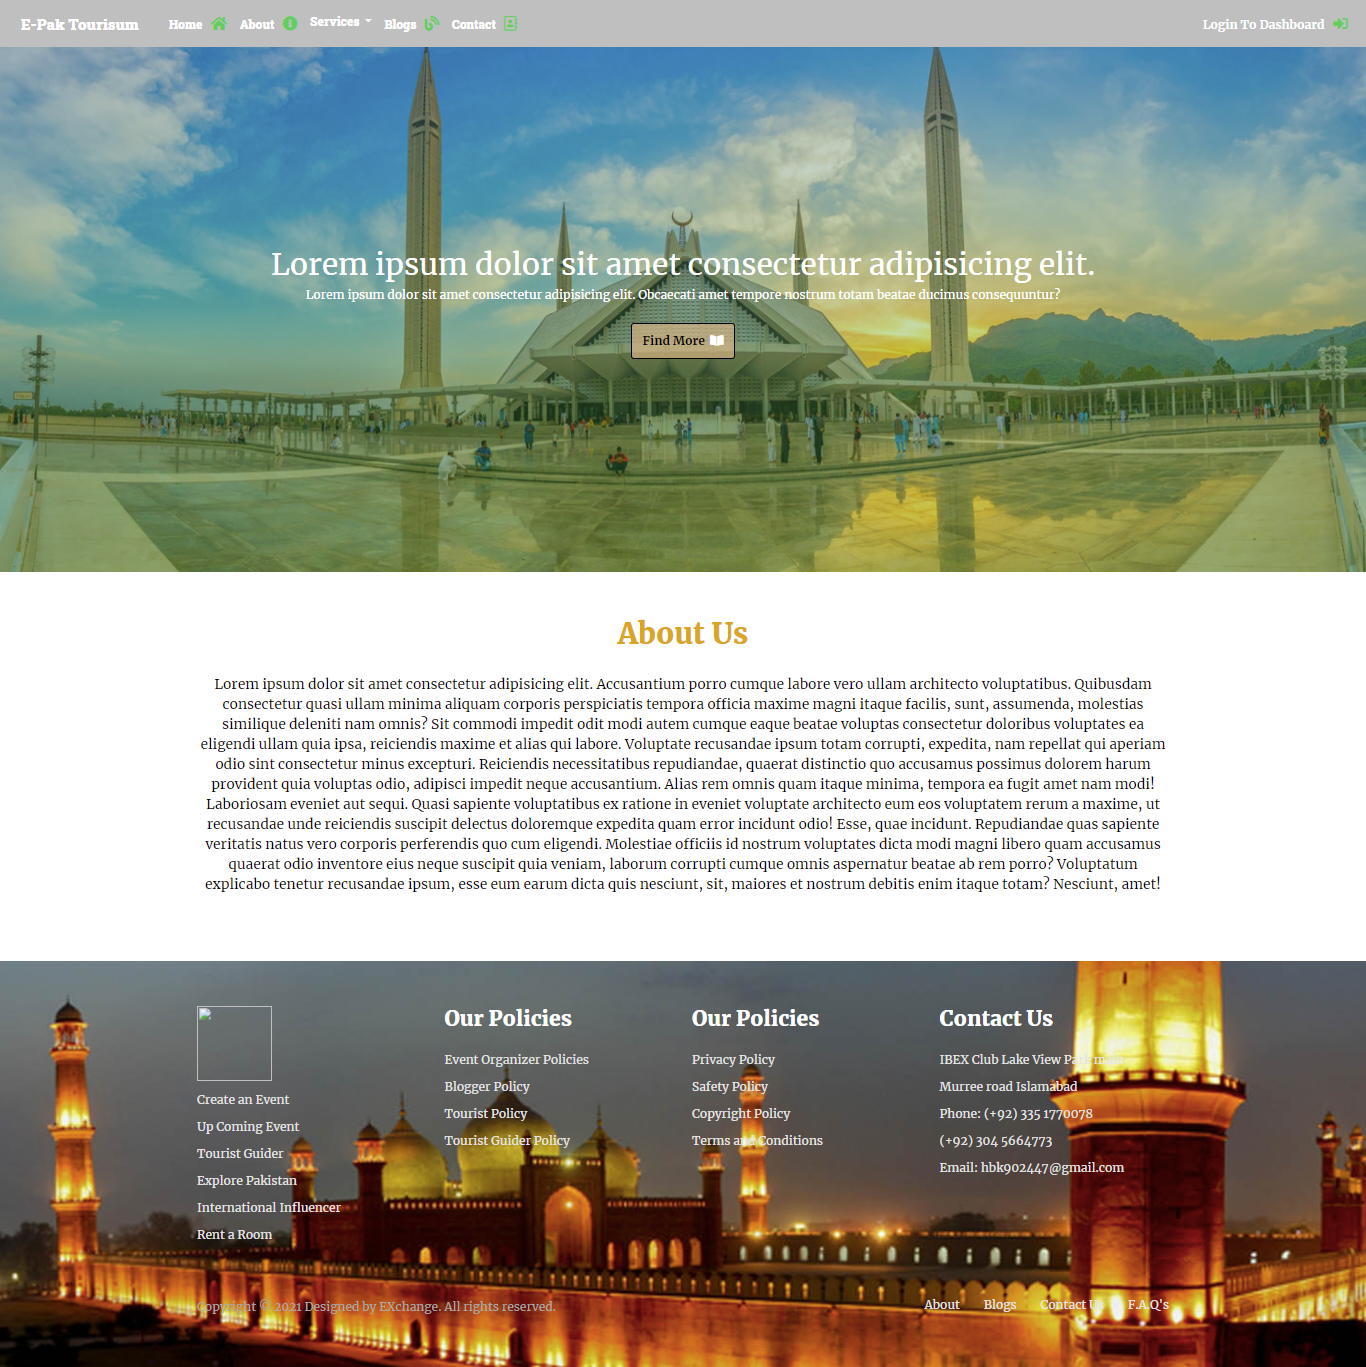 E-Pak Tourisum Home About Services Blogs Contact Login To Dashboard
Lorem ipsum dolor sit amet consectetur adipisicing elit.
Lorem ipsum dolor sit amet consectetur adipisicing elit. Obcaecati amet tempore nostrum totam beatae ducimus consequuntur?
Find More
About Us
Lorem ipsum dolor sit amet consectetur adipisicing elit. Accusantium porro cumque labore vero ullam architecto voluptatibus. Quibusdam
consectetur quasi ullam minima aliquam corporis perspiciatis tempora officia maxime magni itaque facilis, sunt, assumenda, molestias
similique deleniti nam omnis? Sit commodi impedit odit modi autem cumque eaque beatae voluptas consectetur doloribus voluptates ea
eligendi ullam quia ipsa, reiciendis maxime et alias qui labore. Voluptate recusandae ipsum totam corrupti, expedita, nam repellat qui aperiam
odio sint consectetur minus excepturi. Reiciendis necessitatibus repudiandae, quaerat distinctio quo accusamus possimus dolorem harum
provident quia voluptas odio, adipisci impedit neque accusantium. Alias rem omnis quam itaque minima, tempora ea fugit amet nam modi!
Laboriosam eveniet aut sequi. Quasi sapiente voluptatibus ex ratione in eveniet voluptate architecto eum eos voluptatem rerum a maxime, ut
recusandae unde reiciendis suscipit delectus doloremque expedita quam error incidunt odio! Esse, quae incidunt. Repudiandae quas sapiente
veritatis natus vero corporis perferendis quo cum eligendi. Molestiae officiis id nostrum voluptates dicta modi magni libero quam accusamus
quaerat odio inventore eius neque suscipit quia veniam, laborum corrupti cumque omnis aspernatur beatae ab rem porro? Voluptatum
explicabo tenetur recusandae ipsum, esse eum earum dicta quis nesciunt, sit, maiores et nostrum debitis enim itaque totam? Nesciunt, amet!
Create an Event
Up Coming Event
Tourist Guider
Explore Pakistan
International Influencer
Rent a Room
Our Policies
Event Organizer Policies
Blogger Policy
Tourist Policy
Tourist Guider Policy
Our Policies
Privacy Policy
Safety Policy
Copyright Policy
Terms and Conditions
Contact Us
IBEX Club Lake View Park
Murree road Islamabad
Phone: (+92) 335 1770078
(+92) 304 5664773
Email: hbk902447@gmail.com
Copyright © 2021 Designed by EXchange. All rights reserved.
About Blogs Contact Us F.A.Q's